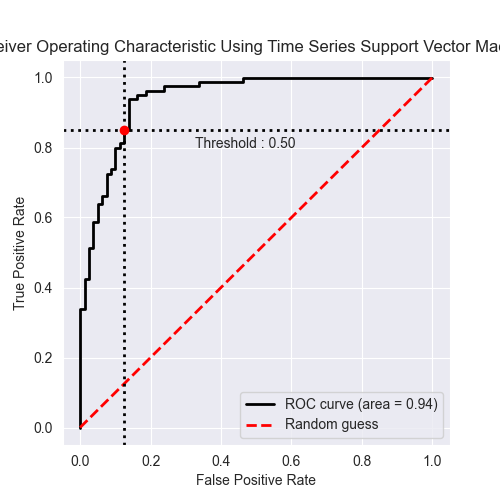 eiver Operating Characteristic Using Time Series Support Vector Mac
1.0
0.8
0.6
0.4
0.2
0.0
True Positive Rate
Threshold : 0.50
ROC curve (area = 0.94)
Random guess
0.0 0.2 0.4 0.6 0.8 1.0
False Positive Rate